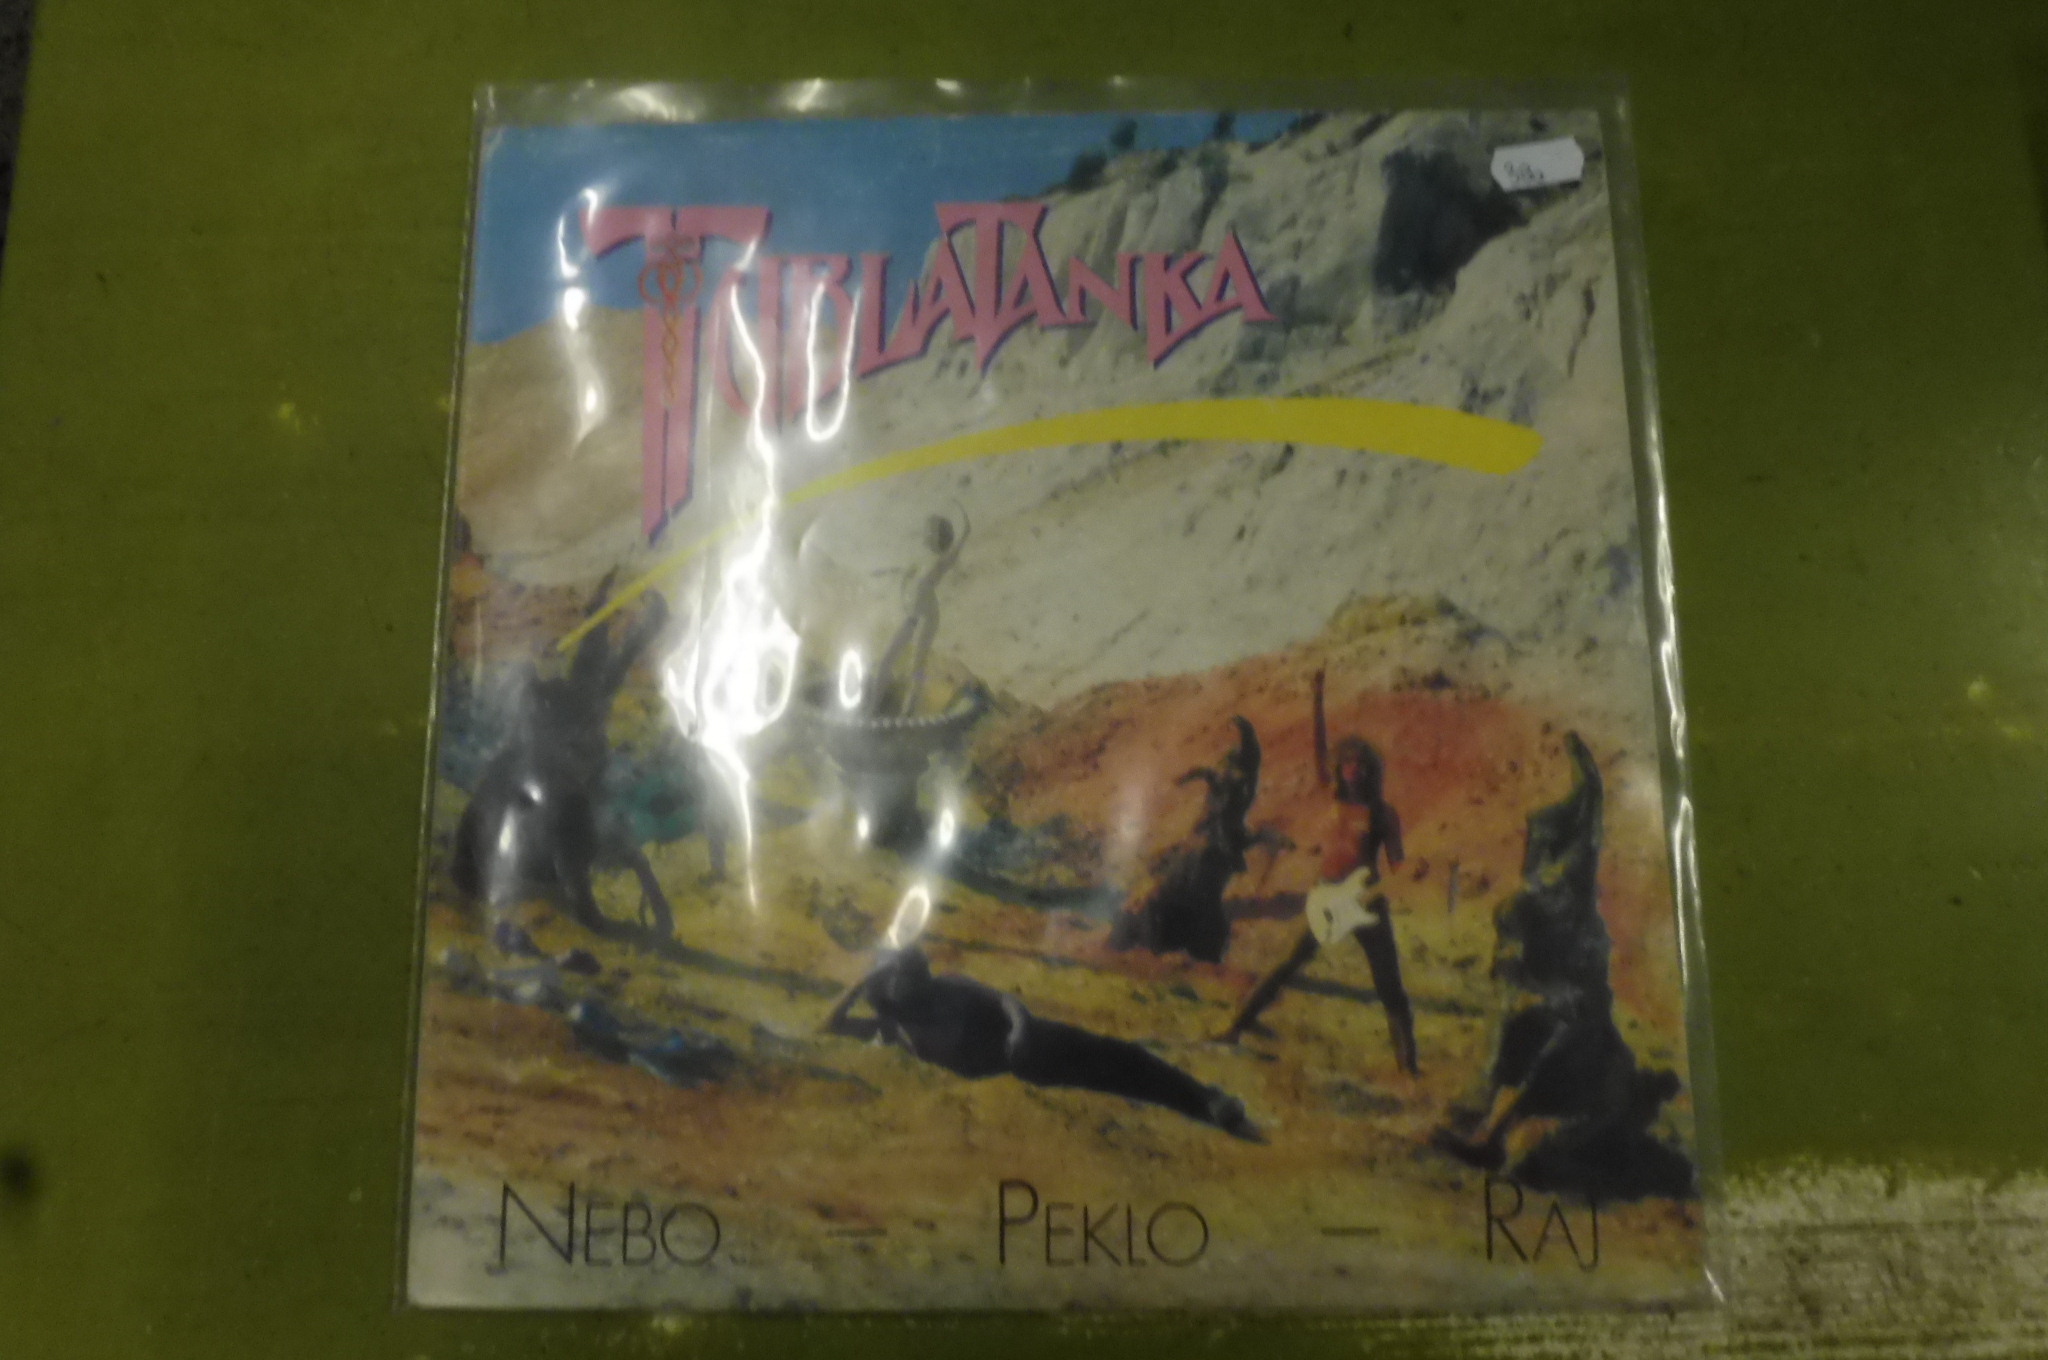 TUBLATANKA
NEBO – PEKLO – RAJ